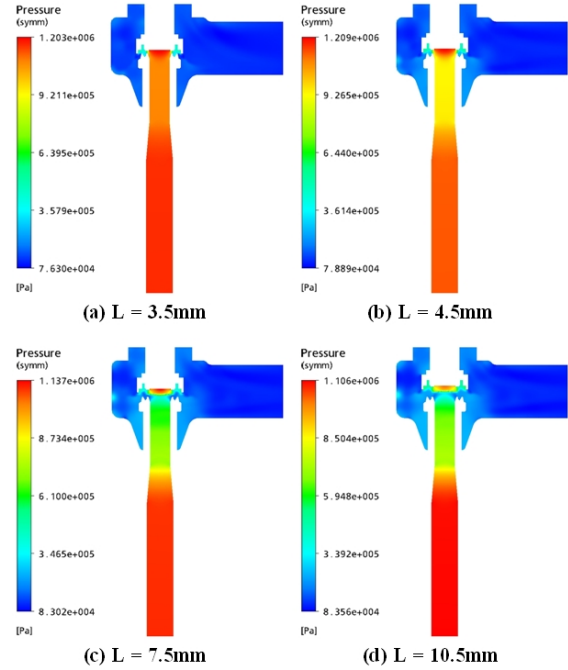 Pressure
(symm)
1.203e+006
9.211e+005
6.395e+005
3.579e+005
7.630e+004
[Pa]
(a) L = 3.5mm
Pressure
(symm)
1.209e+006
9.265e+005
6.440e+005
3.614e+005
7.889e+004
[Pa]
(b) L = 4.5mm
Pressure
(symm)
1.137e+006
8.734e+005
6.100e+005
3.465e+005
8.302e+004
[Pa]
(c) L = 7.5mm
Pressure
(symm)
1.106e+006
8.504e+005
5.948e+005
3.392e+005
8.356e+004
[Pa]
(d) L = 10.5mm